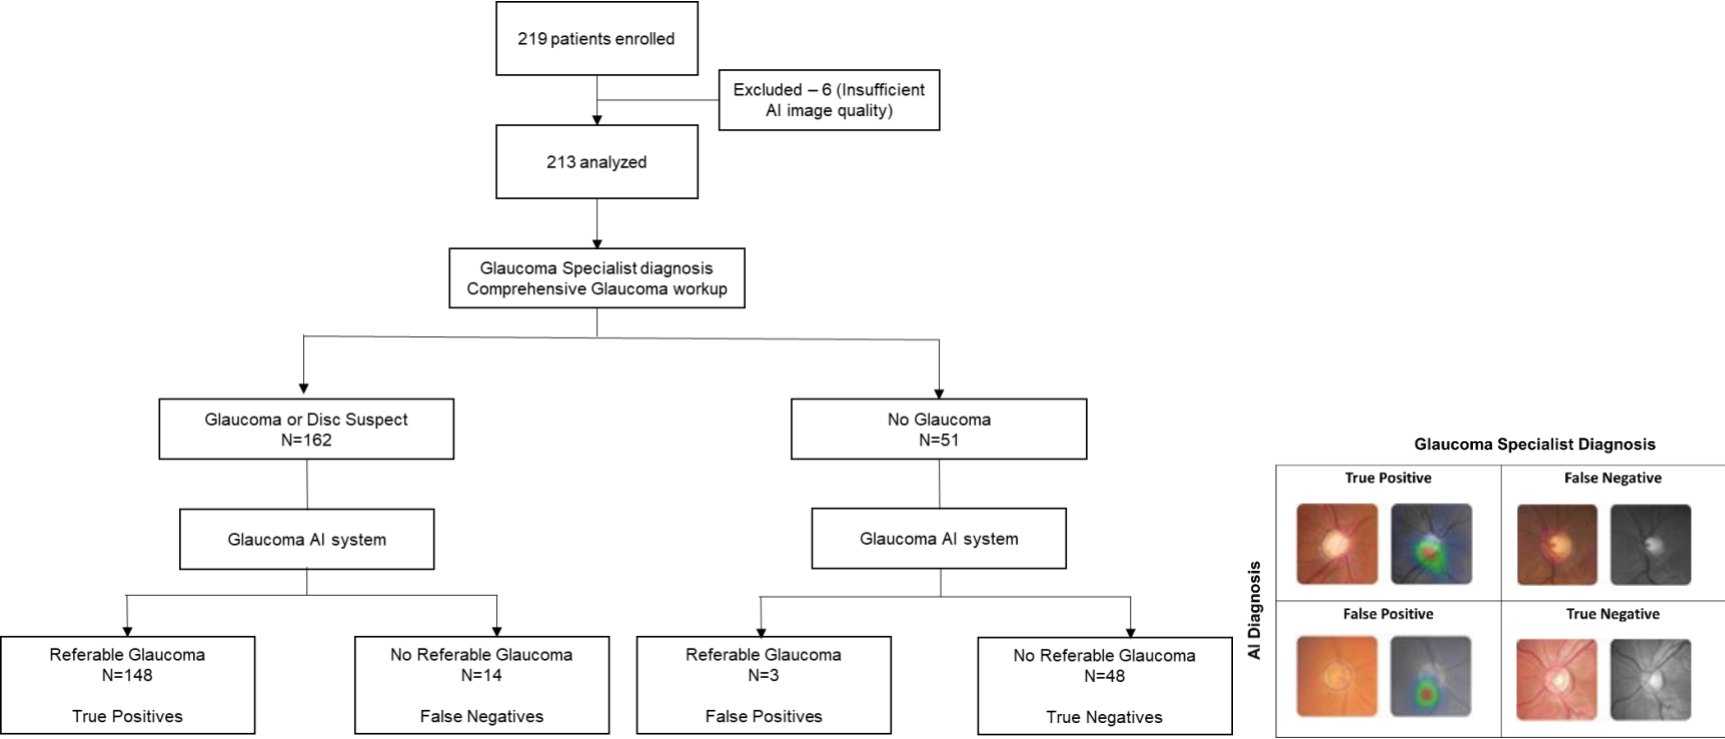 219 patients enrolled
Excluded – 6 (Insufficient
AI image quality)
213 analyzed
Glaucoma Specialist diagnosis
Comprehensive Glaucoma workup
Glaucoma or Disc Suspect
N=162
No Glaucoma
N=51
Glaucoma AI system
Glaucoma AI system
Referable Glaucoma
N=148
True Positives
No Referable Glaucoma
N=14
False Negatives
Referable Glaucoma
N=3
False Positives
No Referable Glaucoma
N=48
True Negatives
Glaucoma Specialist Diagnosis
AI Diagnosis
True Positive
False Negative
False Positive
True Negative